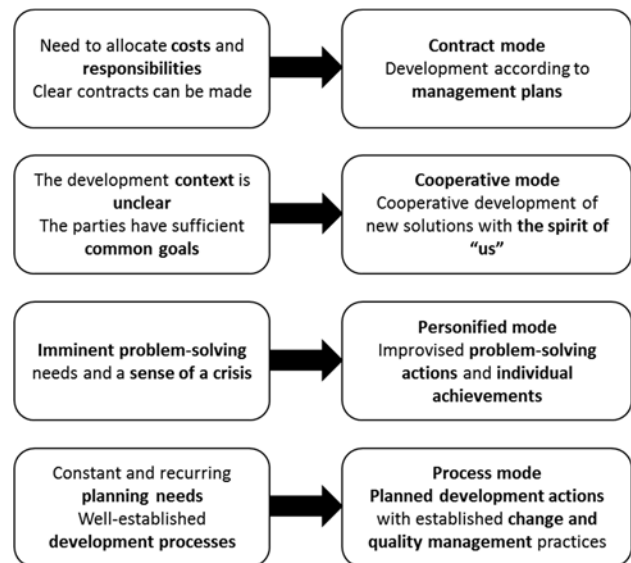 Need to allocate costs and
responsibilities
Clear contracts can be made
Contract mode
Development according to
management plans
The development context is
unclear
The parties have sufficient
common goals
Cooperative mode
Cooperative development of
new solutions with the spirit of
“us”
Imminent problem-solving
needs and a sense of a crisis
Personified mode
Improvised problem-solving
actions and individual
achievements
Constant and recurring
planning needs
Well-established
development processes
Process mode
Planned development actions
with established change and
quality management practices